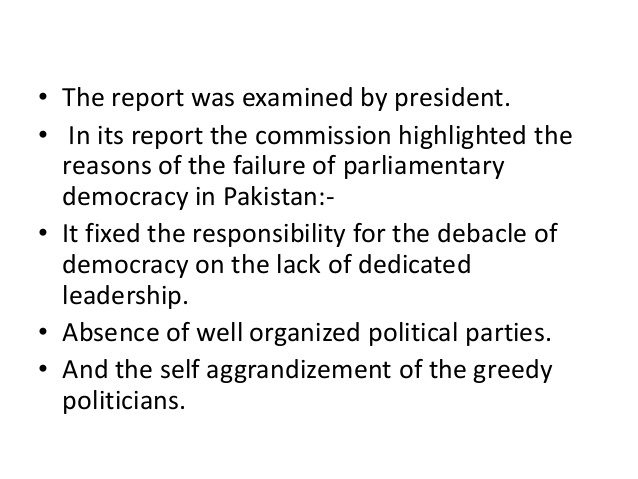 • The report was examined by president.
• In its report the commission highlighted the
reasons of the failure of parliamentary
democracy in Pakistan:-
• It fixed the responsibility for the debacle of
democracy on the lack of dedicated
leadership.
• Absence of well organized political parties.
• And the self aggrandizement of the greedy
politicians.